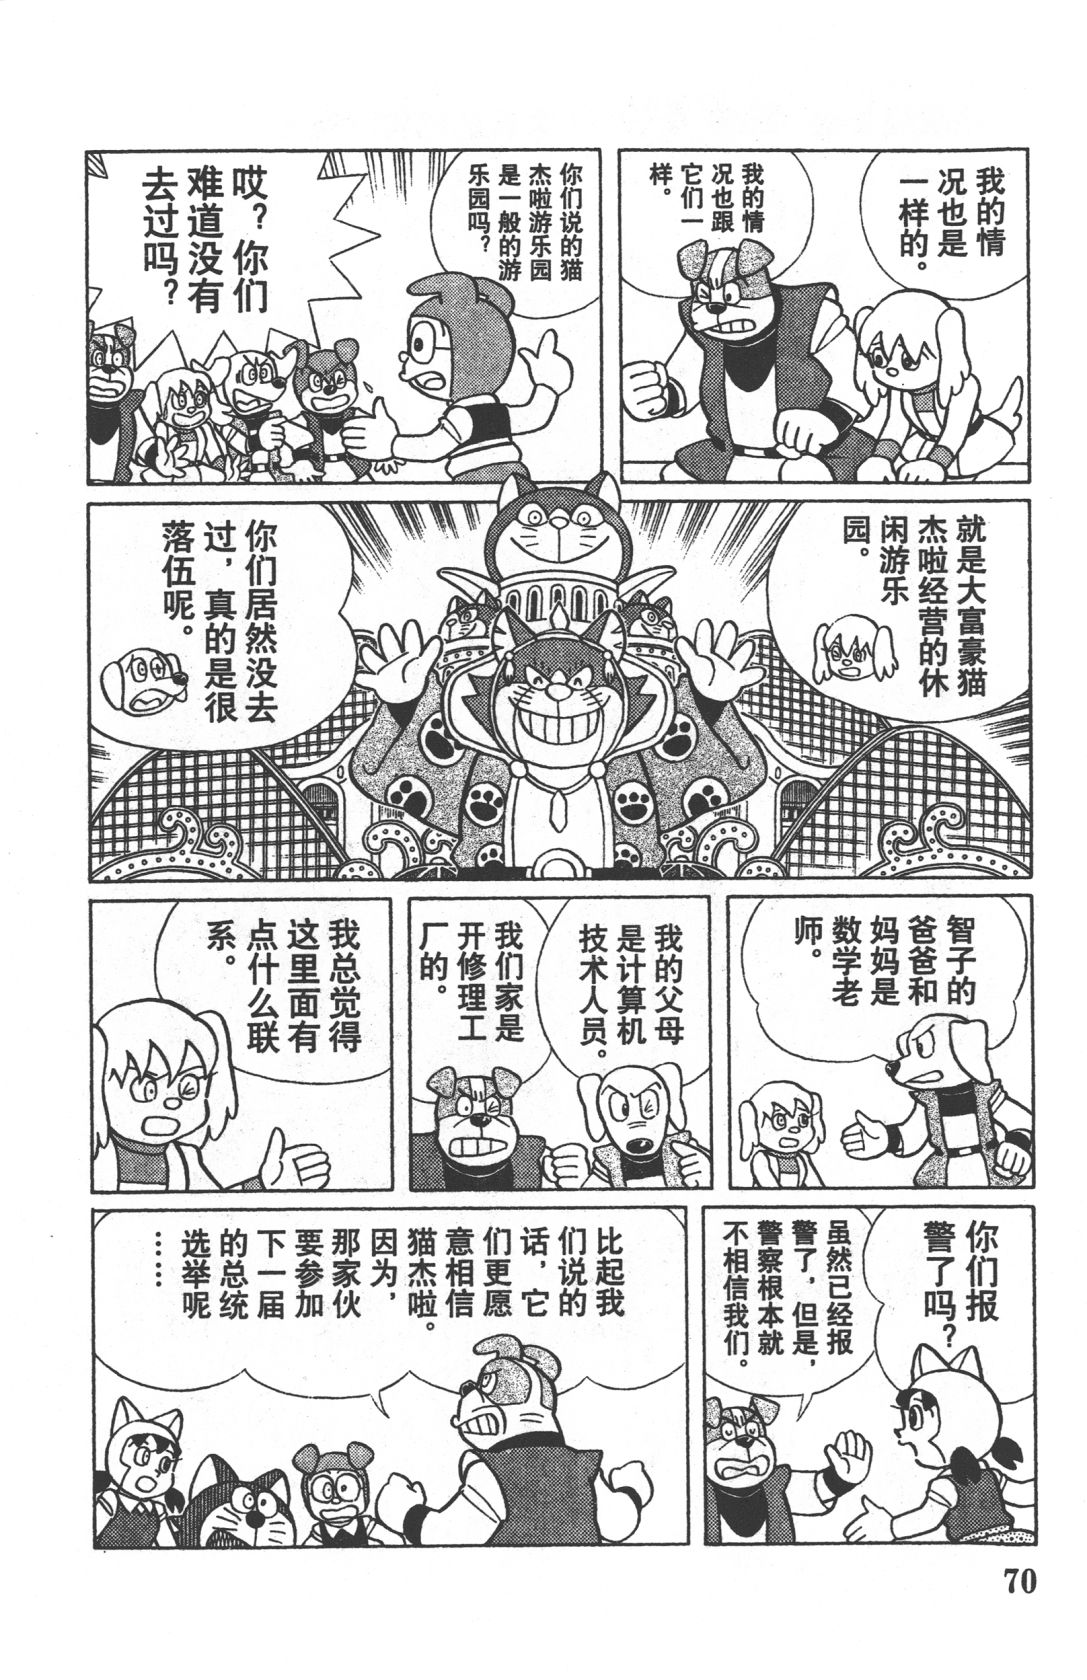 我的情
况也是
一样的。
我的情
况也跟
它们一
样。
你们说的猫
杰啦游乐园
是一般的游
乐园吗？
哎？你们
难道没有
去过吗？
就是大富豪猫
杰啦经营的休
闲游乐
园。
你们居然没去
过，真的是很
落伍呢。
智子的
爸爸和
妈妈是
数学老
师。
我的父母
是计算机
技术人员。
我们家是
开修理工
厂的。
我总觉得
这里面有
点什么联
系。
你们报
警了吗？
虽然已经报
警了，但是，
警察根本就
不相信我们。
比起我
们说的
话，它
们更愿
意相信
猫杰啦。
因为，
那家伙
要参加
下一届
的总统
选举呢
……
70